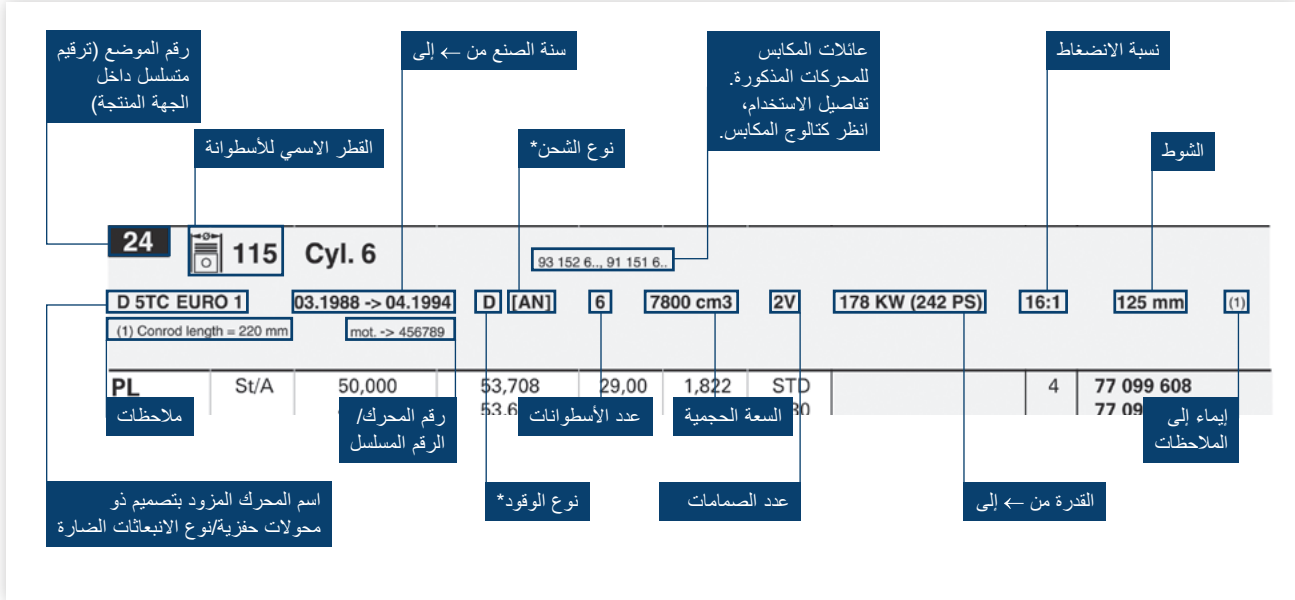 رقم الموضع (ترقيم
متسلسل داخل
الجهة المنتجة)
سنة الصنع من ← إلى
عائلات المكابس
للمحركات المذكورة.
تفاصيل الاستخدام،
انظر كتالوج المكابس.
نسبة الانضغاط
القطر الاسمي للأسطوانة
نوع الشحن*
الشوط
24 115 Cyl. 6
93 152 6.., 91 151 6..
D 5TC EURO 1 03.1988 -> 04.1994 D [AN] 6 7800 cm3 2V 178 KW (242 PS) 16:1 125 mm (1)
(1) Conrod length = 220 mm mot. -> 456789
PL St/A 50,000 53,708 29,00 1,822 STD 4 77 099 608
ملاحظات
رقم المحرك/
الرقم المسلسل
عدد الأسطوانات
السعة الحجمية
إيماء إلى
الملاحظات
اسم المحرك المزود بتصميم ذو
محولات حفزية/نوع الانبعاثات الضارة
نوع الوقود*
عدد الصمامات
القدرة من ← إلى